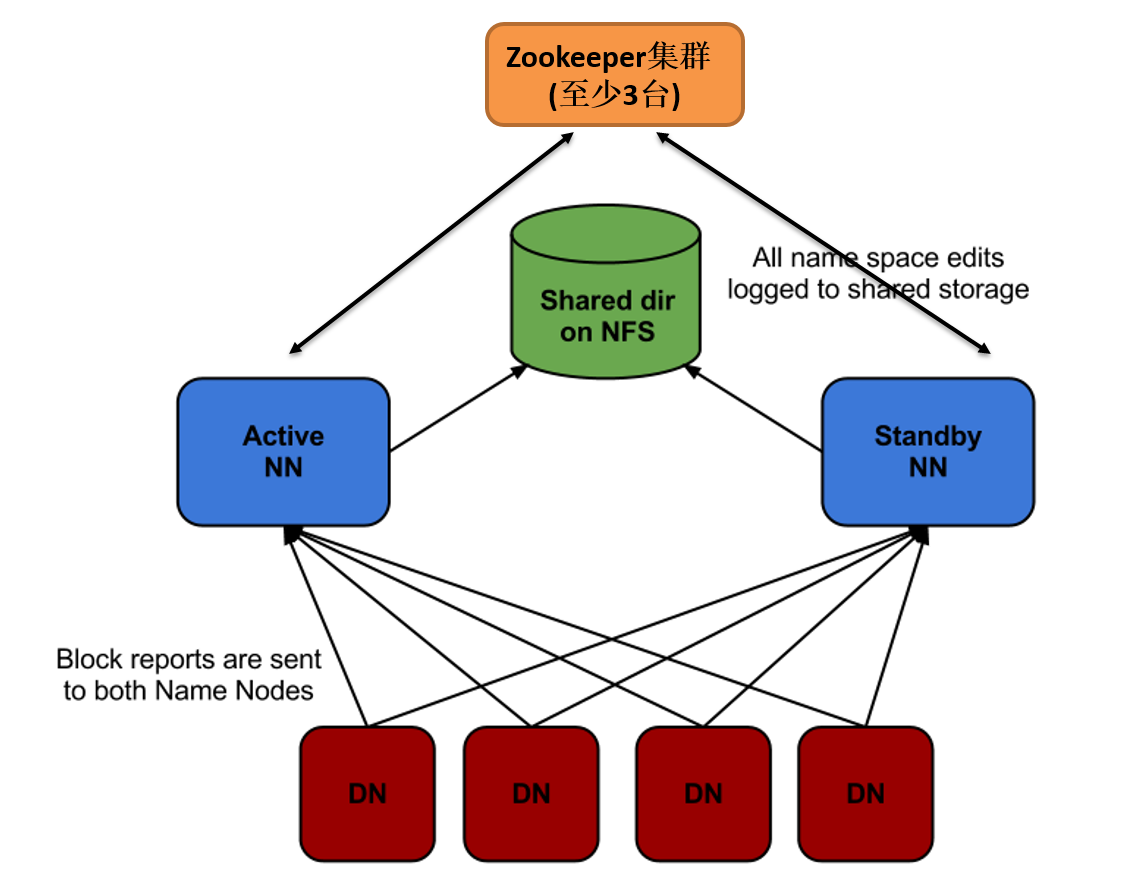 Zookeeper集群
(至少3台)
All name space edits
logged to shared storage
Shared dir
on NFS
Active
NN
Standby
NN
Block reports are sent
to both Name Nodes
DN
DN
DN
DN